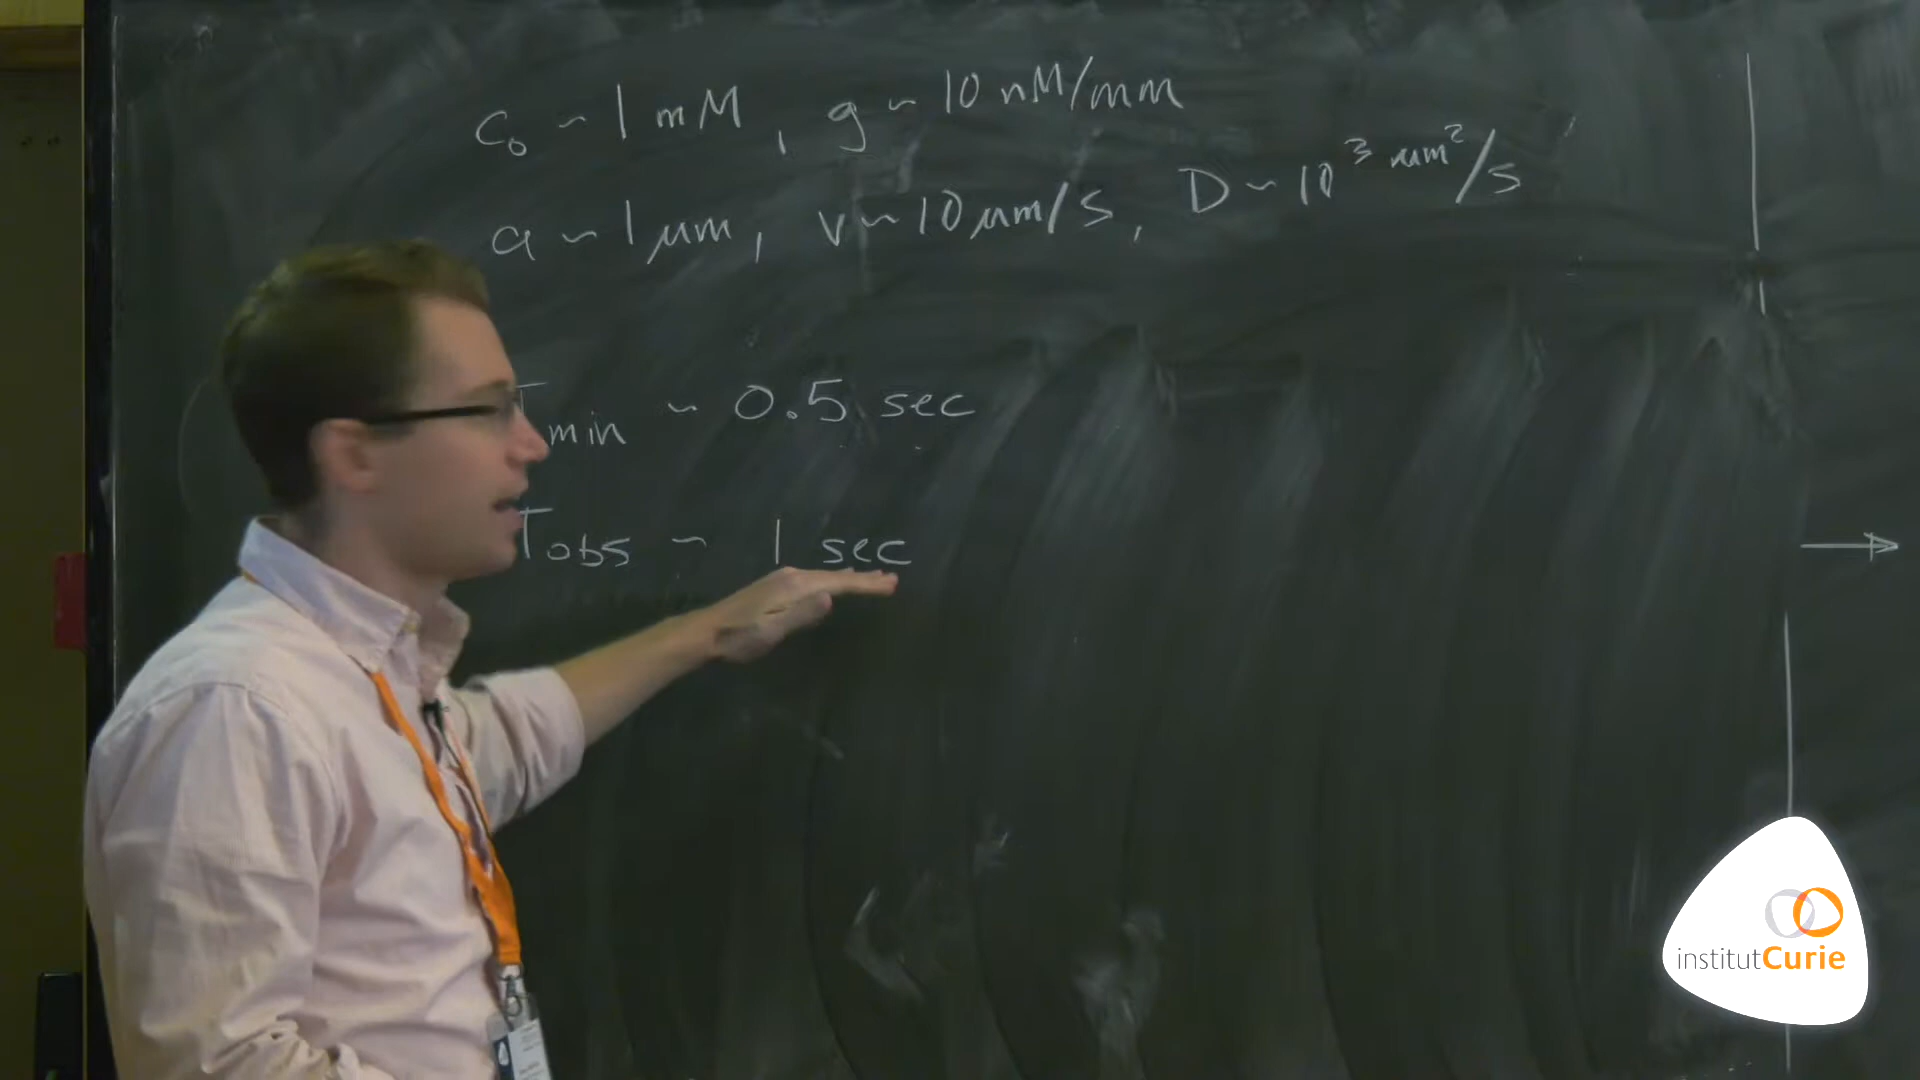 c₀ ~ 1 mM, g ~ 10 nM/mm
a ~ 1 μm, v ~ 10 μm/s, D ~ 10³ μm²/s
Tmin ~ 0.5 sec
Tobs ~ 1 sec
institutCurie